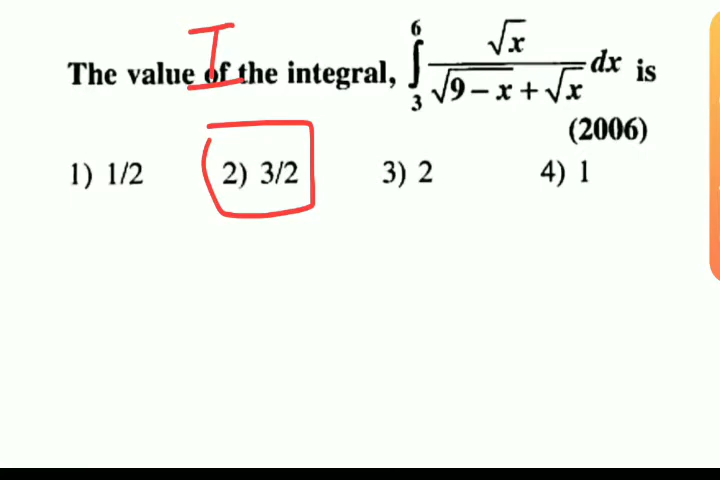 I
The value of the integral, ∫₃⁶ √x / (√(9 – x) + √x) dx is
(2006)
1) 1/2 2) 3/2 3) 2 4) 1